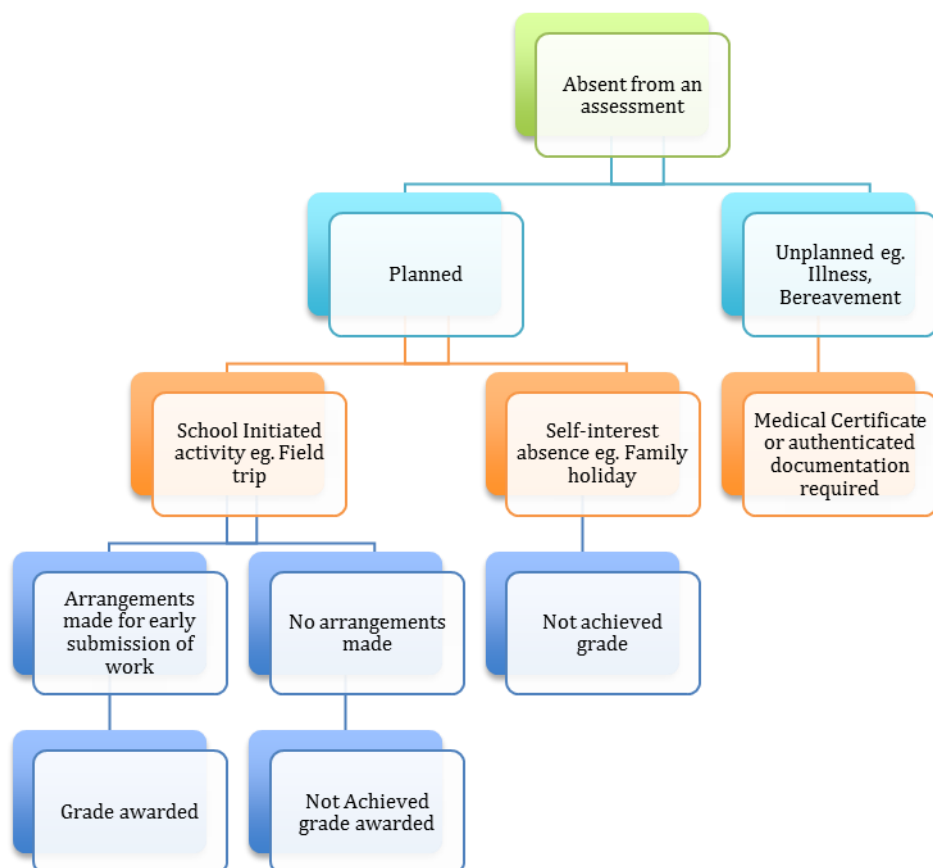 Absent from an
assessment
Planned
Unplanned eg.
Illness,
Bereavement
School Initiated
activity eg. Field
trip
Self-interest
absence eg. Family
holiday
Medical Certificate
or authenticated
documentation
required
Arrangements
made for early
submission of
work
No arrangements
made
Not achieved
grade
Grade awarded
Not Achieved
grade awarded